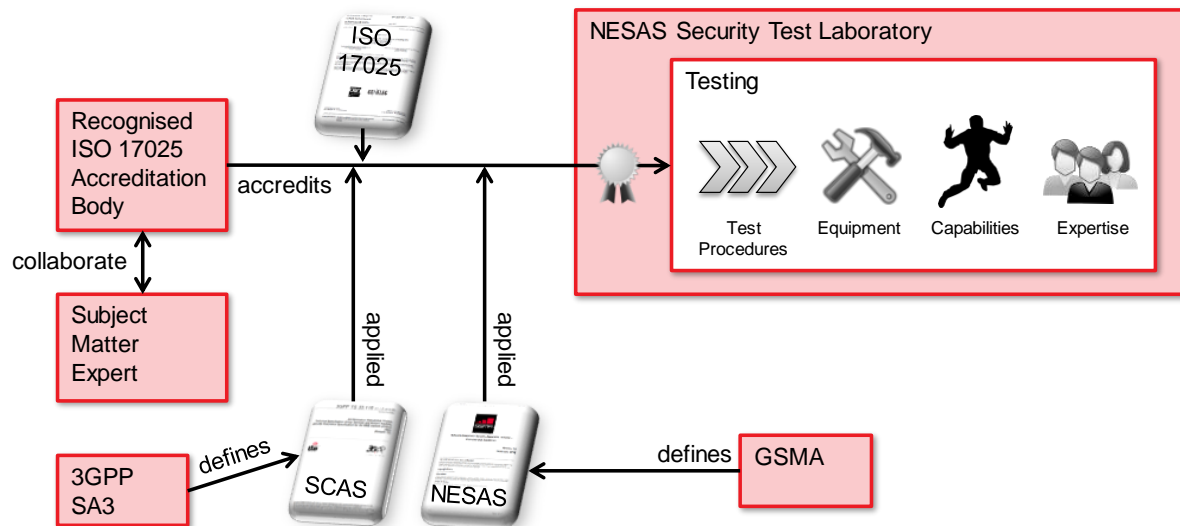 ISO
17025
NESAS Security Test Laboratory
Testing
Recognised
ISO 17025
Accreditation
Body
accredits
Test
Procedures
Equipment
Capabilities
Expertise
collaborate
Subject
Matter
Expert
applied
applied
3GPP
SA3
defines
SCAS
NESAS
defines
GSMA